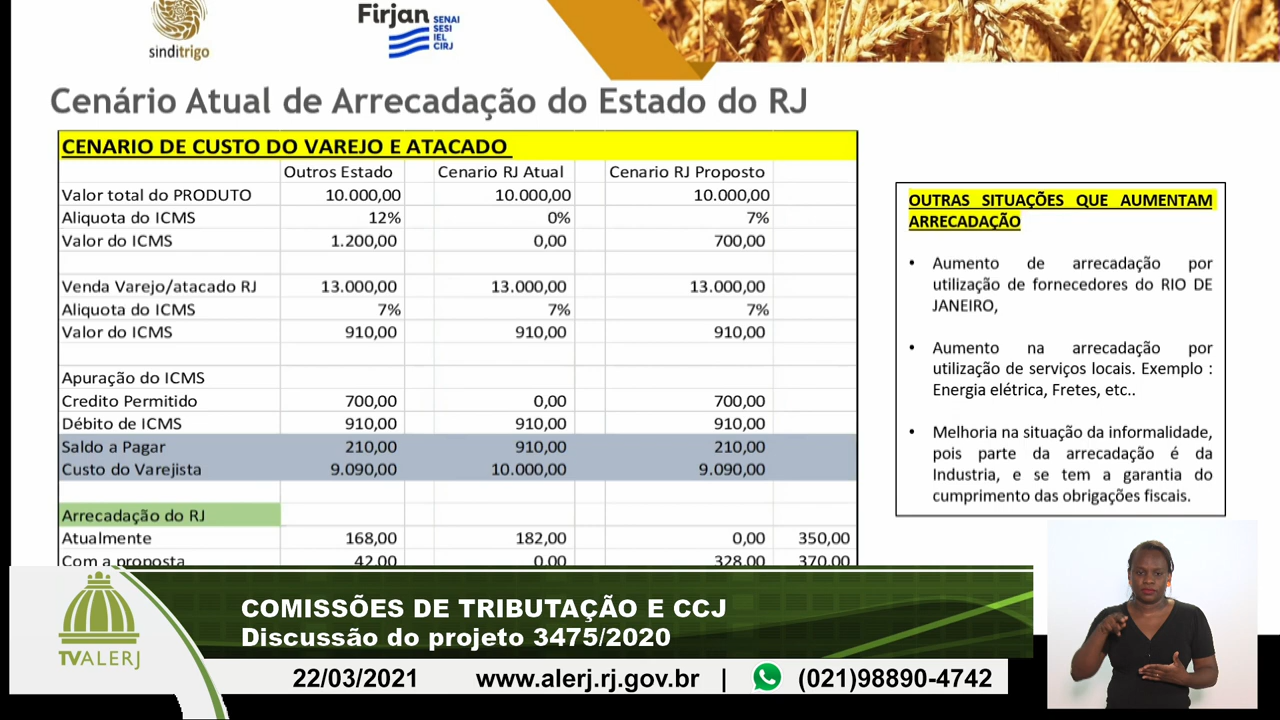 sinditrigo
Firjan SENAI
SESI
IEL
CIRJ
Cenário Atual de Arrecadação do Estado do RJ
CENARIO DE CUSTO DO VAREJO E ATACADO
Outros Estado Cenario RJ Atual Cenario RJ Proposto
Valor total do PRODUTO 10.000,00 10.000,00 10.000,00
Aliquota do ICMS 12% 0% 7%
Valor do ICMS 1.200,00 0,00 700,00
Venda Varejo/atacado RJ 13.000,00 13.000,00 13.000,00
Aliquota do ICMS 7% 7% 7%
Valor do ICMS 910,00 910,00 910,00
Apuração do ICMS
Credito Permitido 700,00 0,00 700,00
Débito de ICMS 910,00 910,00 910,00
Saldo a Pagar 210,00 910,00 210,00
Custo do Varejista 9.090,00 10.000,00 9.090,00
Arrecadação do RJ
Atualmente 168,00 182,00 0,00 350,00
Com a proposta 42,00 0,00 328,00 370,00
OUTRAS SITUAÇÕES QUE AUMENTAM
ARRECADAÇÃO
• Aumento de arrecadação por
utilização de fornecedores do RIO DE
JANEIRO,
• Aumento na arrecadação por
utilização de serviços locais. Exemplo :
Energia elétrica, Fretes, etc..
• Melhoria na situação da informalidade,
pois parte da arrecadação é da
Industria, e se tem a garantia do
cumprimento das obrigações fiscais.
COMISSÕES DE TRIBUTAÇÃO E CCJ
Discussão do projeto 3475/2020
TVALERJ
22/03/2021 www.alerj.rj.gov.br | (021)98890-4742